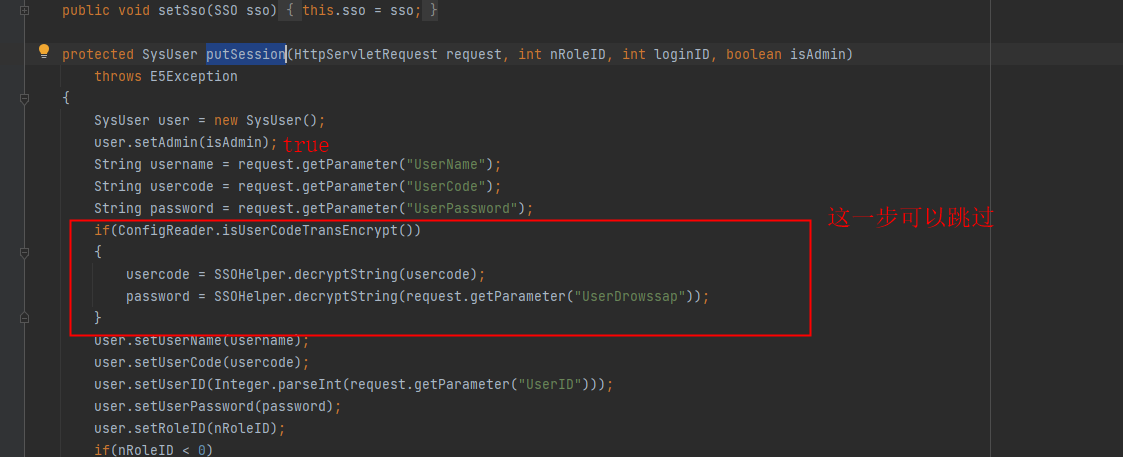 public void setSso(SSO sso) { this.sso = sso; }
protected SysUser putSession(HttpServletRequest request, int nRoleID, int loginID, boolean isAdmin)
throws E5Exception
{
SysUser user = new SysUser();
user.setAdmin(isAdmin); true
String username = request.getParameter("UserName");
String usercode = request.getParameter("UserCode");
String password = request.getParameter("UserPassword");
这一步可以跳过
if(ConfigReader.isUserCodeTransEncrypt())
{
usercode = SSOHelper.decryptString(usercode);
password = SSOHelper.decryptString(request.getParameter("UserDrowssap"));
}
user.setUserName(username);
user.setUserCode(usercode);
user.setUserID(Integer.parseInt(request.getParameter("UserID")));
user.setUserPassword(password);
user.setRoleID(nRoleID);
if(nRoleID < 0)